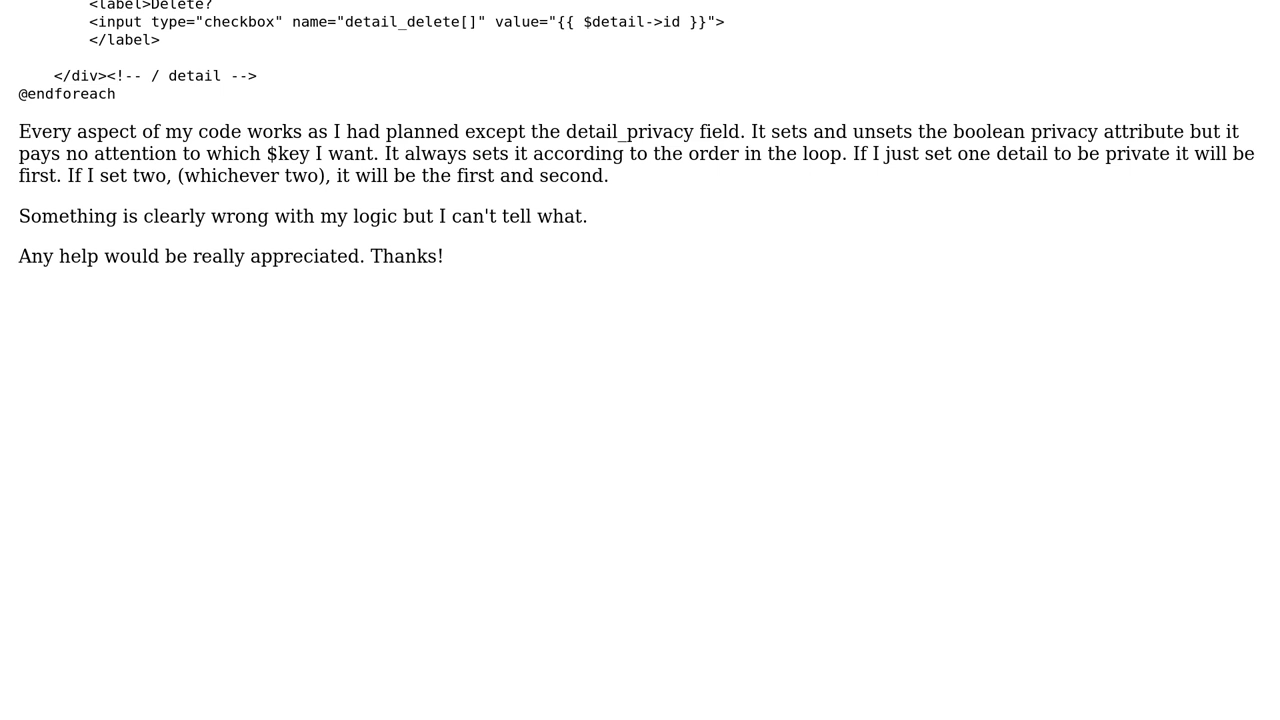 <label>Delete?
<input type="checkbox" name="detail_delete[]" value="{{ $detail->id }}">
</label>
</div><!-- / detail -->
@endforeach
Every aspect of my code works as I had planned except the detail_privacy field. It sets and unsets the boolean privacy attribute but it
pays no attention to which $key I want. It always sets it according to the order in the loop. If I just set one detail to be private it will be
first. If I set two, (whichever two), it will be the first and second.
Something is clearly wrong with my logic but I can't tell what.
Any help would be really appreciated. Thanks!